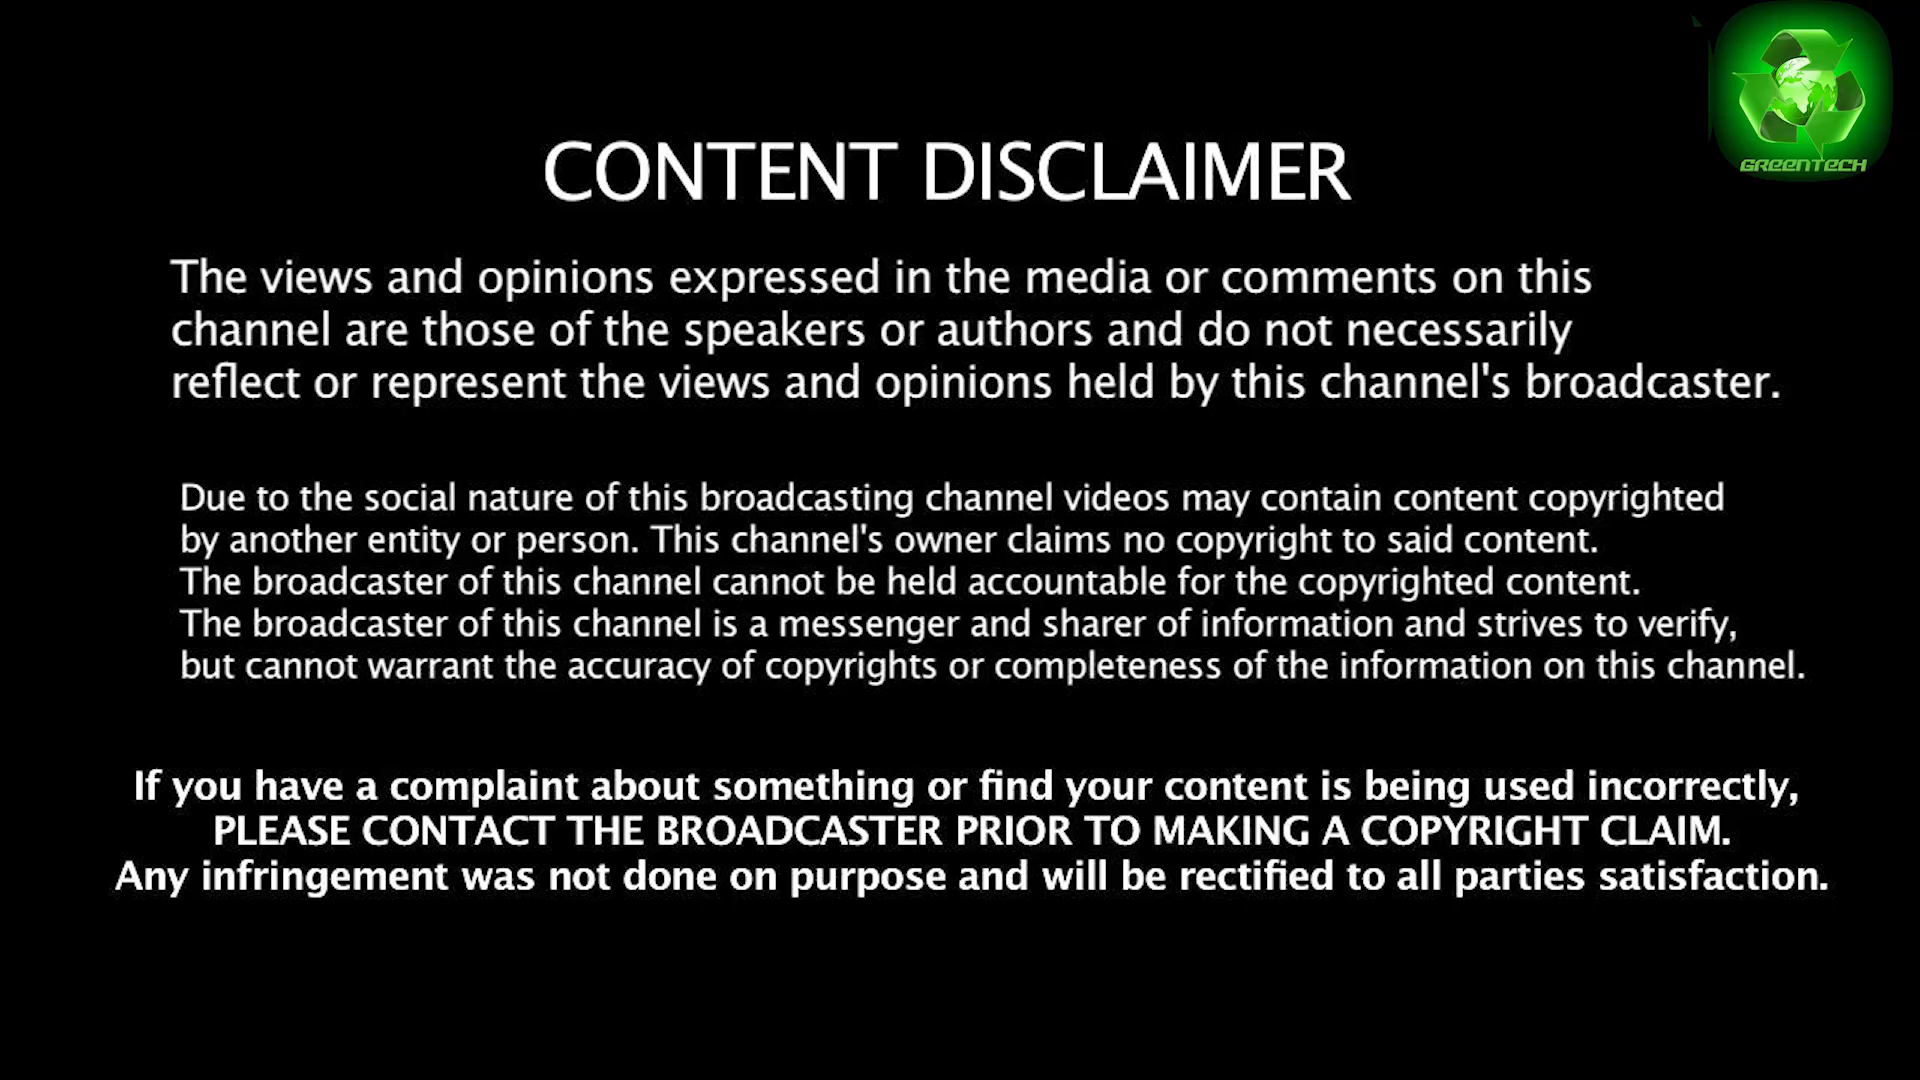 GREENTECH
CONTENT DISCLAIMER
The views and opinions expressed in the media or comments on this
channel are those of the speakers or authors and do not necessarily
reflect or represent the views and opinions held by this channel's broadcaster.
Due to the social nature of this broadcasting channel videos may contain content copyrighted
by another entity or person. This channel's owner claims no copyright to said content.
The broadcaster of this channel cannot be held accountable for the copyrighted content.
The broadcaster of this channel is a messenger and sharer of information and strives to verify,
but cannot warrant the accuracy of copyrights or completeness of the information on this channel.
If you have a complaint about something or find your content is being used incorrectly,
PLEASE CONTACT THE BROADCASTER PRIOR TO MAKING A COPYRIGHT CLAIM.
Any infringement was not done on purpose and will be rectified to all parties satisfaction.